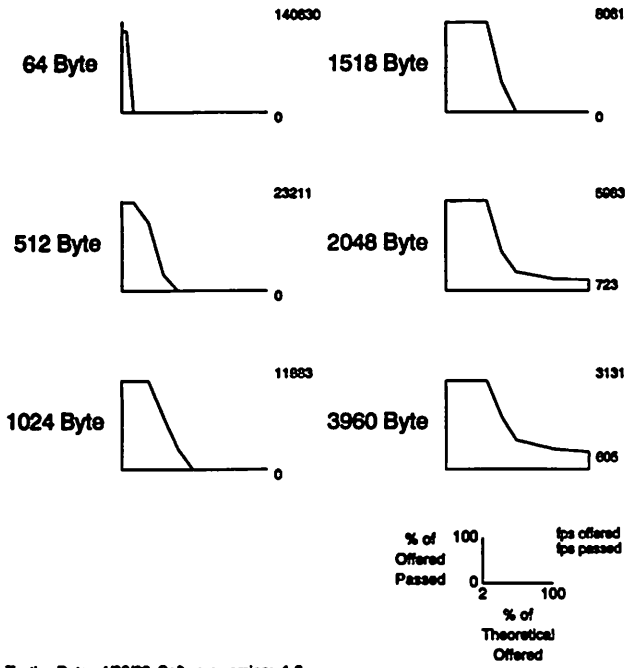 140630
64 Byte
0
8061
1518 Byte
0
23211
512 Byte
0
5983
2048 Byte
723
11883
1024 Byte
0
3131
3960 Byte
605
% of
Offered
Passed
100
0
2
100
fps offered
fps passed
% of
Theoretical
Offered